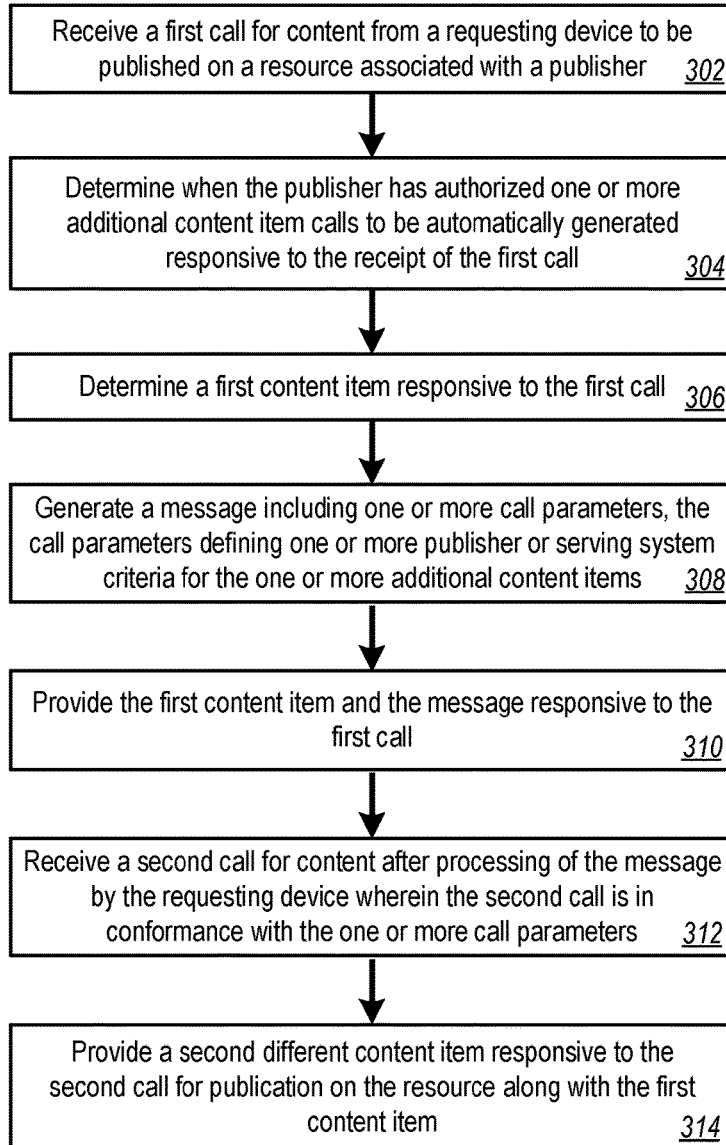 Receive a first call for content from a requesting device to be
published on a resource associated with a publisher 302
Determine when the publisher has authorized one or more
additional content item calls to be automatically generated
responsive to the receipt of the first call 304
Determine a first content item responsive to the first call 306
Generate a message including one or more call parameters, the
call parameters defining one or more publisher or serving system
criteria for the one or more additional content items 308
Provide the first content item and the message responsive to the
first call 310
Receive a second call for content after processing of the message
by the requesting device wherein the second call is in
conformance with the one or more call parameters 312
Provide a second different content item responsive to the
second call for publication on the resource along with the first
content item 314